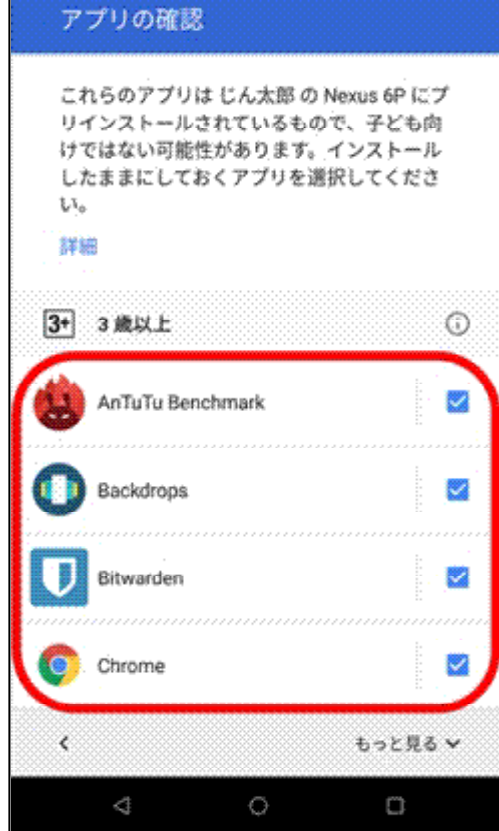 アプリの確認
これらのアプリは じん太郎 の Nexus 6P にプ
リインストールされているもので、子ども向
けではない可能性があります。インストール
したままにしておくアプリを選択してくださ
い。
詳細
3+ 3 歳以上
AnTuTu Benchmark
Backdrops
Bitwarden
Chrome
もっと見る